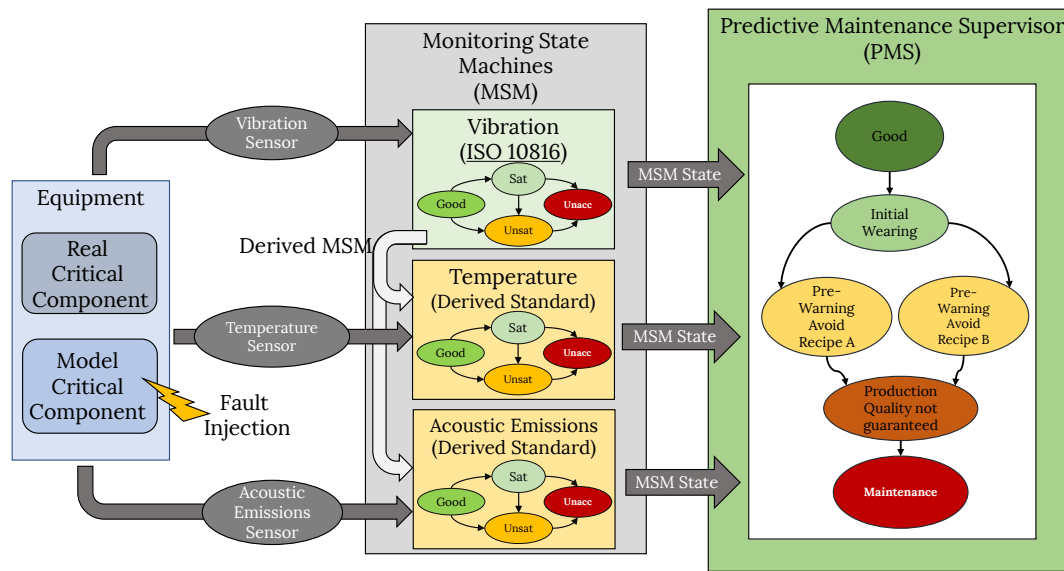 Equipment
Real
Critical
Component
Model
Critical
Component
Fault
Injection
Vibration
Sensor
Temperature
Sensor
Acoustic
Emissions
Sensor
Derived MSM
Monitoring State
Machines
(MSM)
Vibration
(ISO 10816)
Good
Sat
Unsat
Unacc
Temperature
(Derived Standard)
Good
Sat
Unsat
Unacc
Acoustic Emissions
(Derived Standard)
Good
Sat
Unsat
Unacc
MSM State
MSM State
MSM State
Predictive Maintenance Supervisor
(PMS)
Good
Initial
Wearing
Pre-
Warning
Avoid
Recipe A
Pre-
Warning
Avoid
Recipe B
Production
Quality not
guaranteed
Maintenance